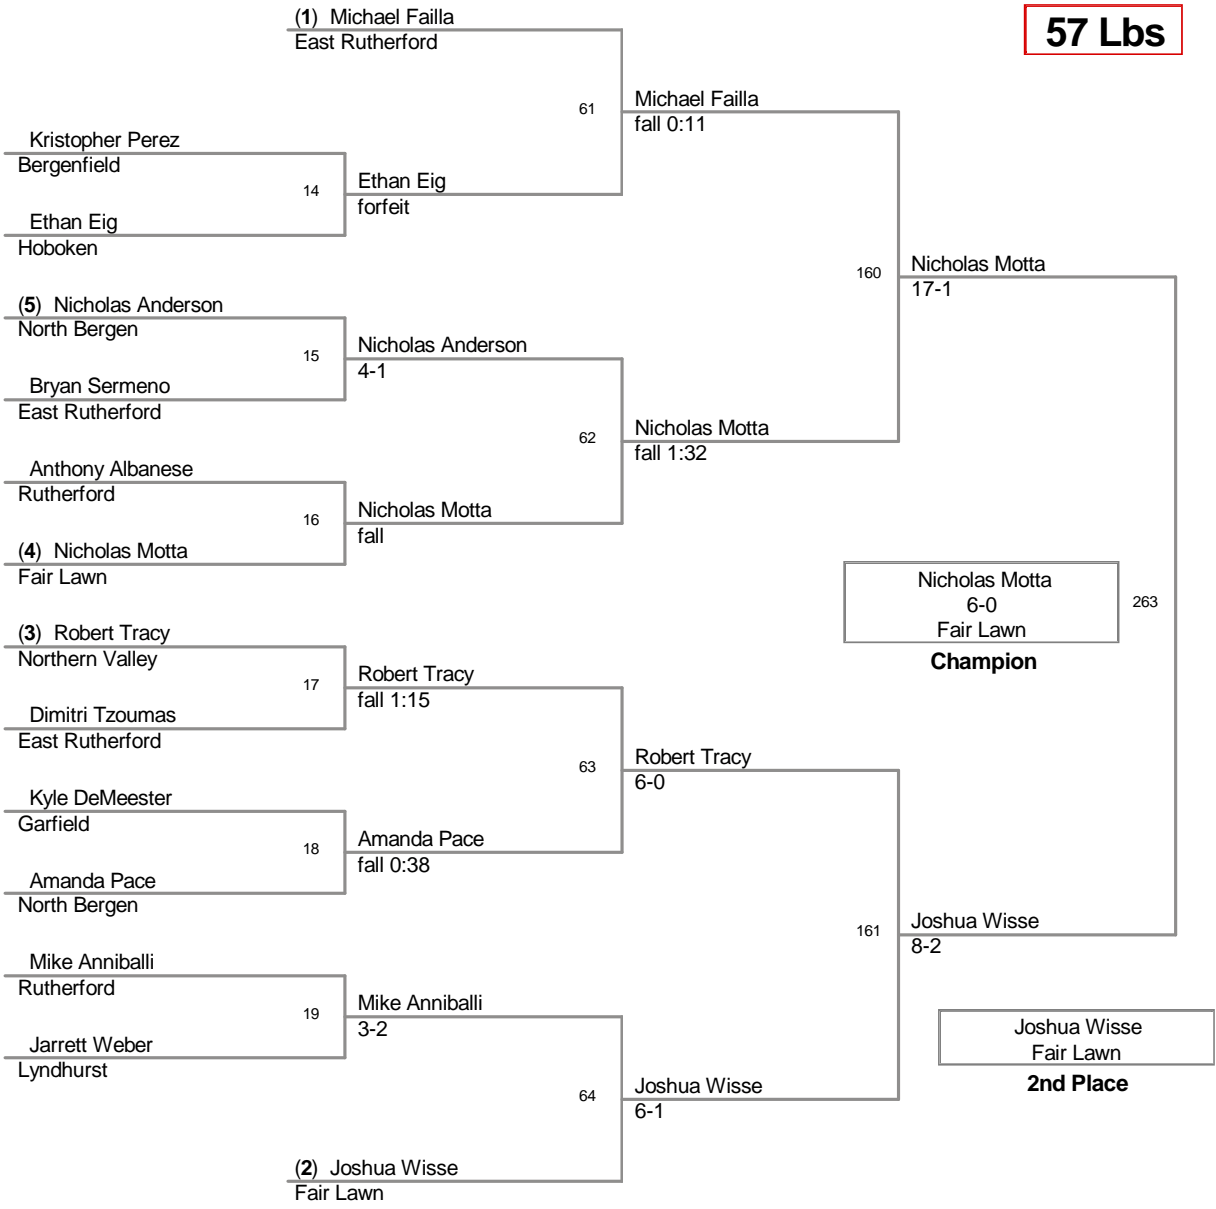 (1) Michael Failla
East Rutherford
57 Lbs
61
Michael Failla
fall 0:11
Kristopher Perez
Bergenfield
14
Ethan Eig
forfeit
Ethan Eig
Hoboken
160
Nicholas Motta
17-1
(5) Nicholas Anderson
North Bergen
15
Nicholas Anderson
4-1
Bryan Sermeno
East Rutherford
62
Nicholas Motta
fall 1:32
Anthony Albanese
Rutherford
16
Nicholas Motta
fall
(4) Nicholas Motta
Fair Lawn
Nicholas Motta
6-0
Fair Lawn
Champion
263
(3) Robert Tracy
Northern Valley
17
Robert Tracy
fall 1:15
Dimitri Tzoumas
East Rutherford
63
Robert Tracy
6-0
Kyle DeMeester
Garfield
18
Amanda Pace
fall 0:38
Amanda Pace
North Bergen
161
Joshua Wisse
8-2
Mike Anniballi
Rutherford
19
Mike Anniballi
3-2
Jarrett Weber
Lyndhurst
Joshua Wisse
Fair Lawn
2nd Place
64
Joshua Wisse
6-1
(2) Joshua Wisse
Fair Lawn